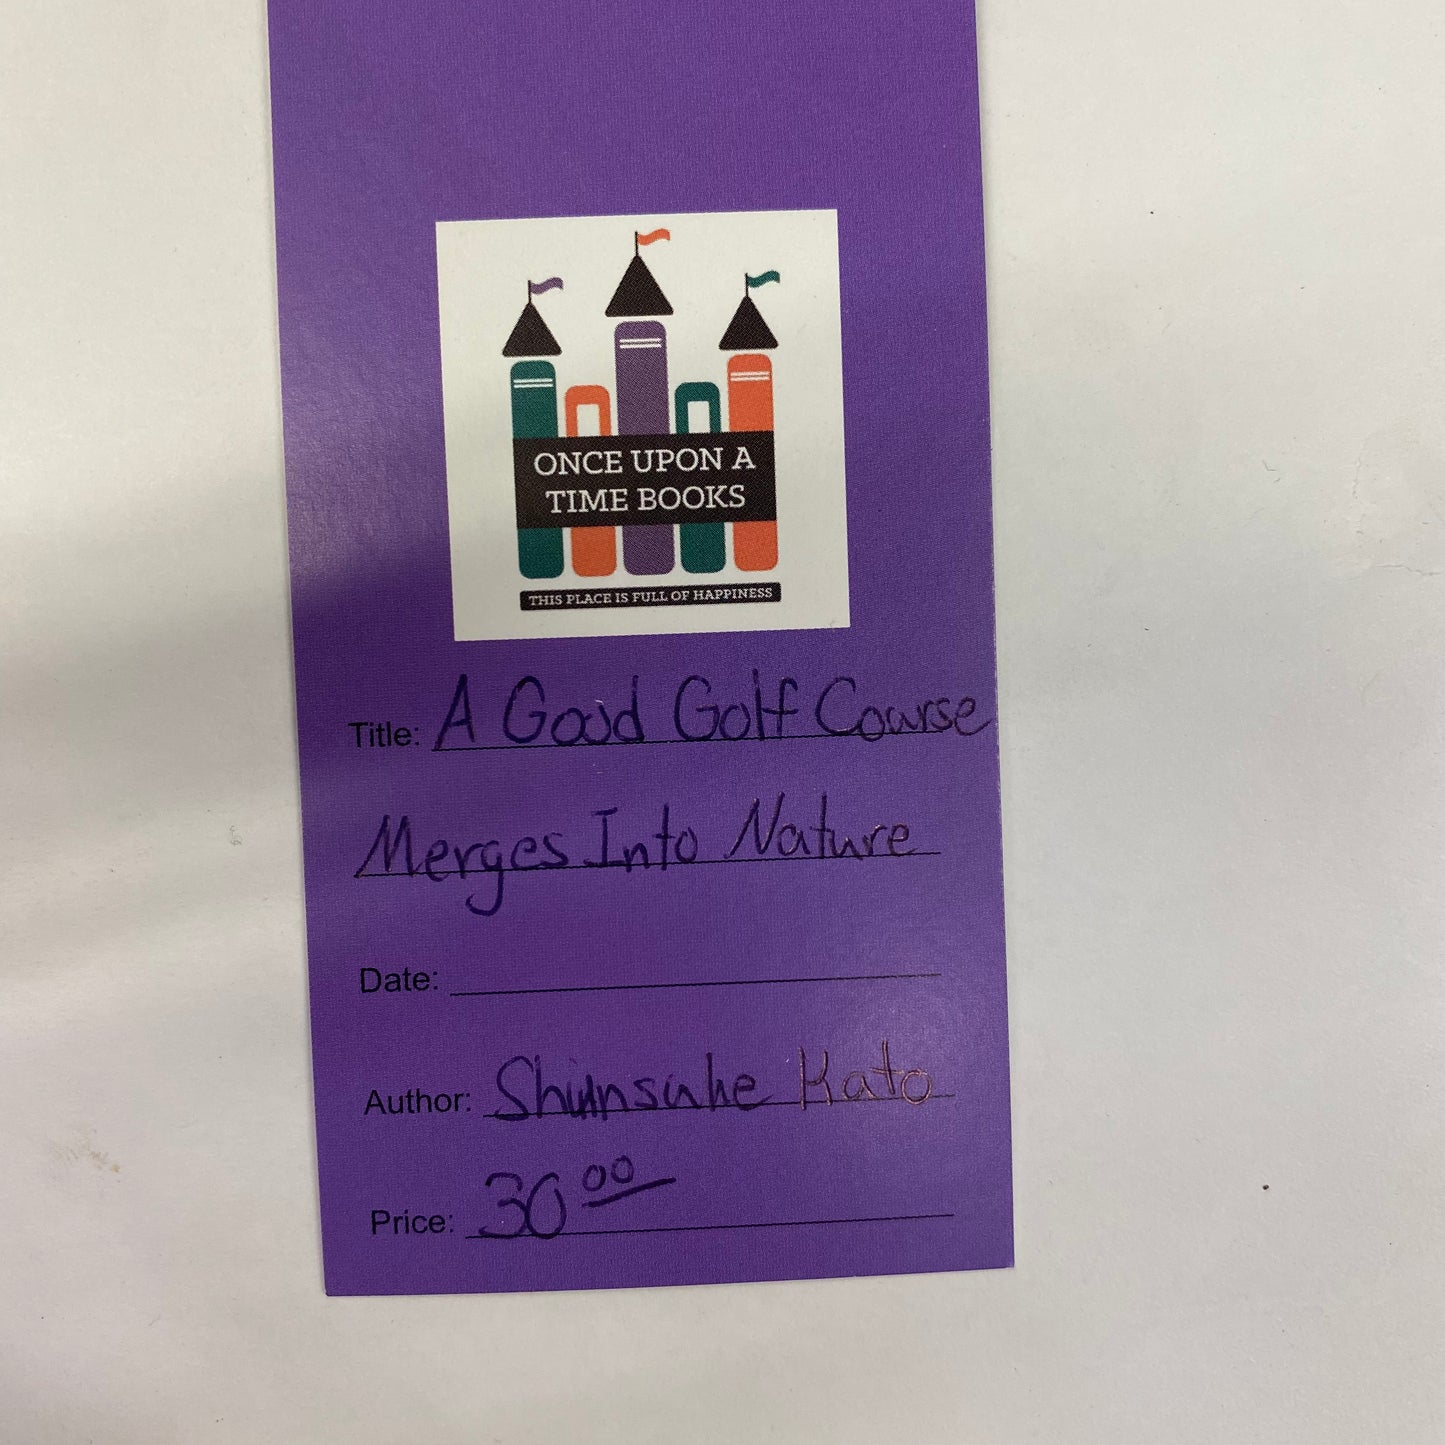 ONCE UPON A
TIME BOOKS
THIS PLACE IS FULL OF HAPPINESS
Title: A Good Golf Course
Merges Into Nature
Date:
Author: Shunsuke Kato
Price: 30 00